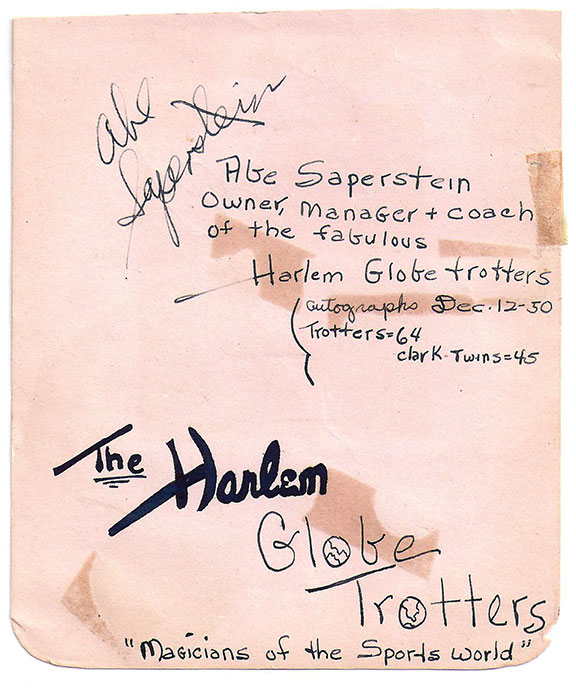 Abe
Saperstein
Abe Saperstein
Owner, Manager + coach
of the fabulous
Harlem Globe trotters
autographs Dec. 12-50
Trotters=64
clark Twins=45
The Harlem
Globe
Trotters
"Magicians of the Sports world"